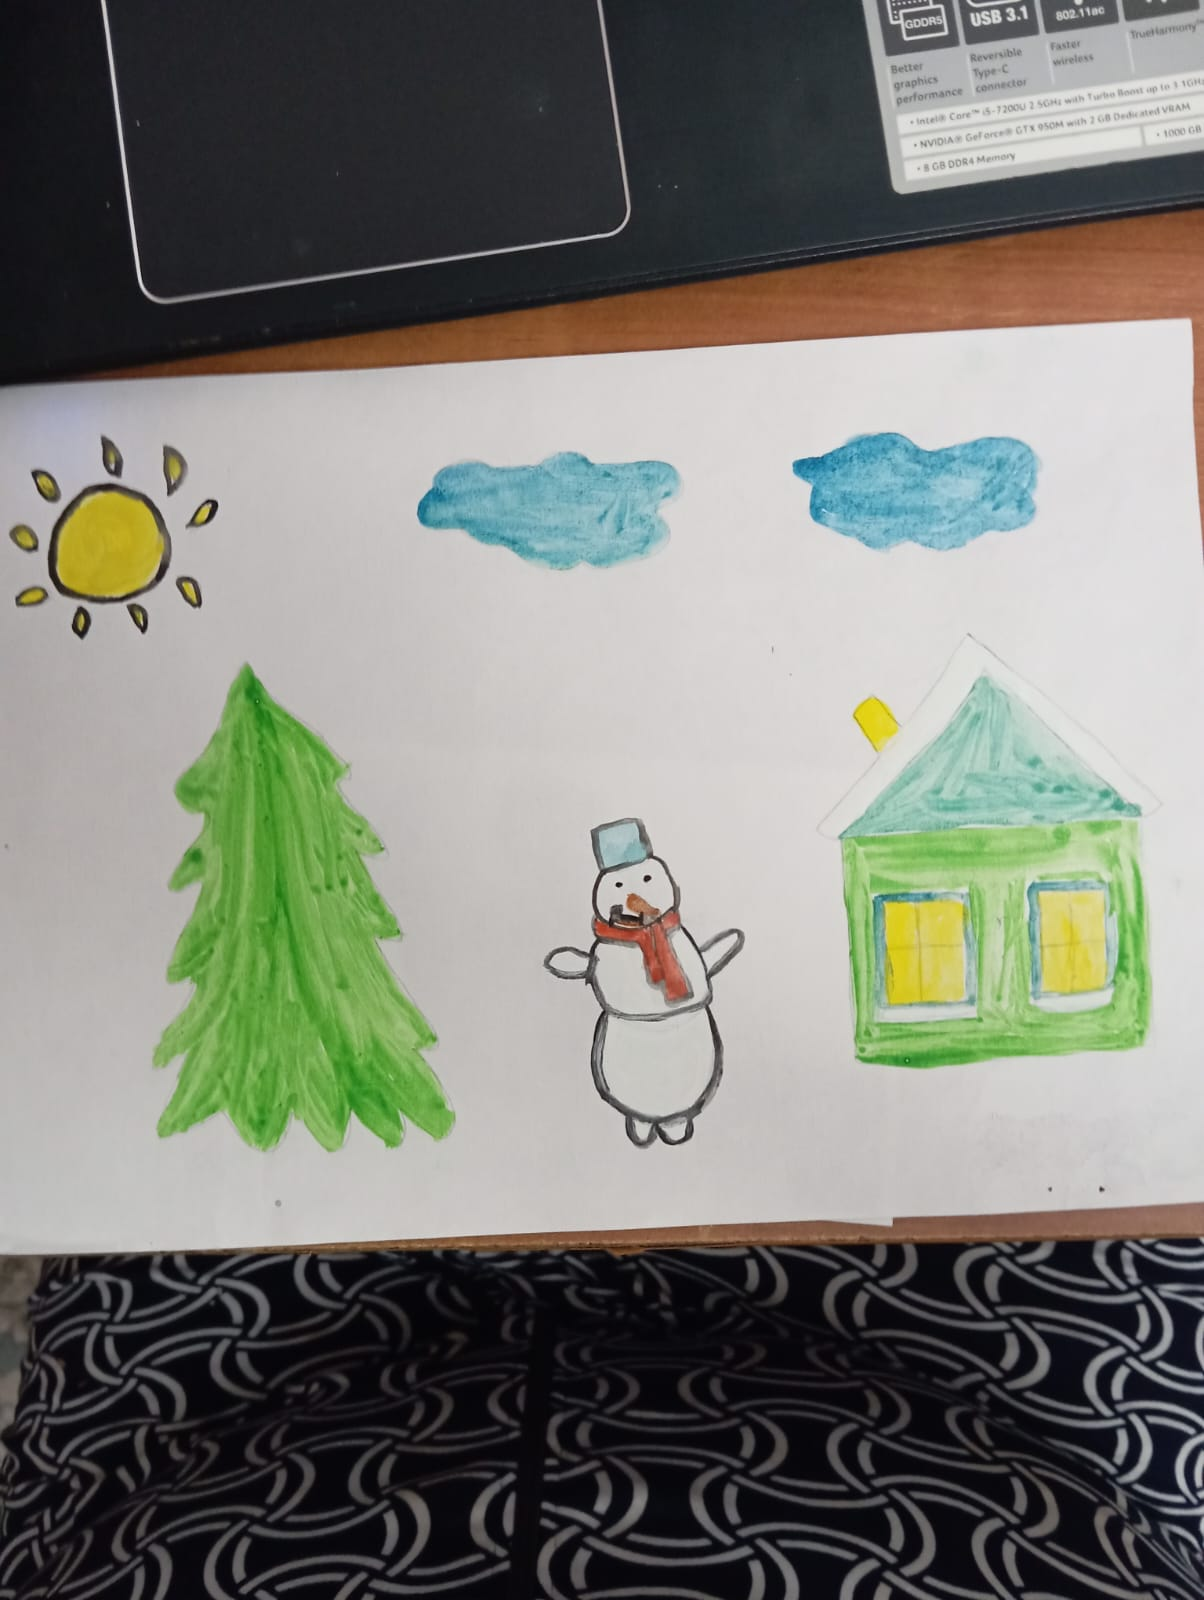 GDDR5
USB 3.1
802.11ac
Better
graphics
performance
Reversible
Type-C
connector
Faster
wireless
TrueHarmony™
• Intel® Core™ i5-7200U 2.5GHz with Turbo Boost up to 3.1GHz
• NVIDIA® GeForce® GTX 950M with 2 GB Dedicated VRAM
• 8 GB DDR4 Memory
• 1000 GB